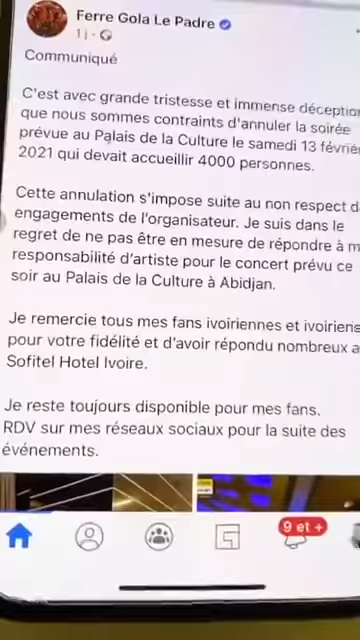 Ferre Gola Le Padre
1 j
Communiqué
C'est avec grande tristesse et immense déception
que nous sommes contraints d'annuler la soirée
prévue au Palais de la Culture le samedi 13 février
2021 qui devait accueillir 4000 personnes.
Cette annulation s'impose suite au non respect d
engagements de l'organisateur. Je suis dans le
regret de ne pas être en mesure de répondre à m
responsabilité d'artiste pour le concert prévu ce
soir au Palais de la Culture à Abidjan.
Je remercie tous mes fans ivoiriennes et ivoiriens
pour votre fidélité et d'avoir répondu nombreux a
Sofitel Hotel Ivoire.
Je reste toujours disponible pour mes fans.
RDV sur mes réseaux sociaux pour la suite des
événements.
9 et +